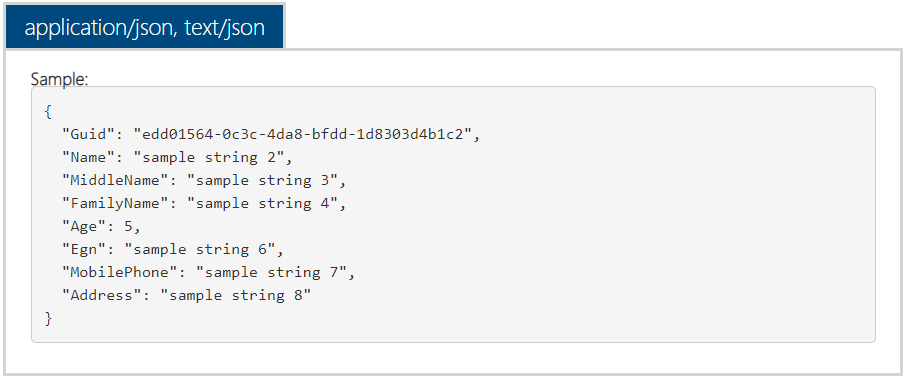 application/json, text/json
Sample:
{
"Guid": "edd01564-0c3c-4da8-bfdd-1d8303d4b1c2",
"Name": "sample string 2",
"MiddleName": "sample string 3",
"FamilyName": "sample string 4",
"Age": 5,
"Egn": "sample string 6",
"MobilePhone": "sample string 7",
"Address": "sample string 8"
}